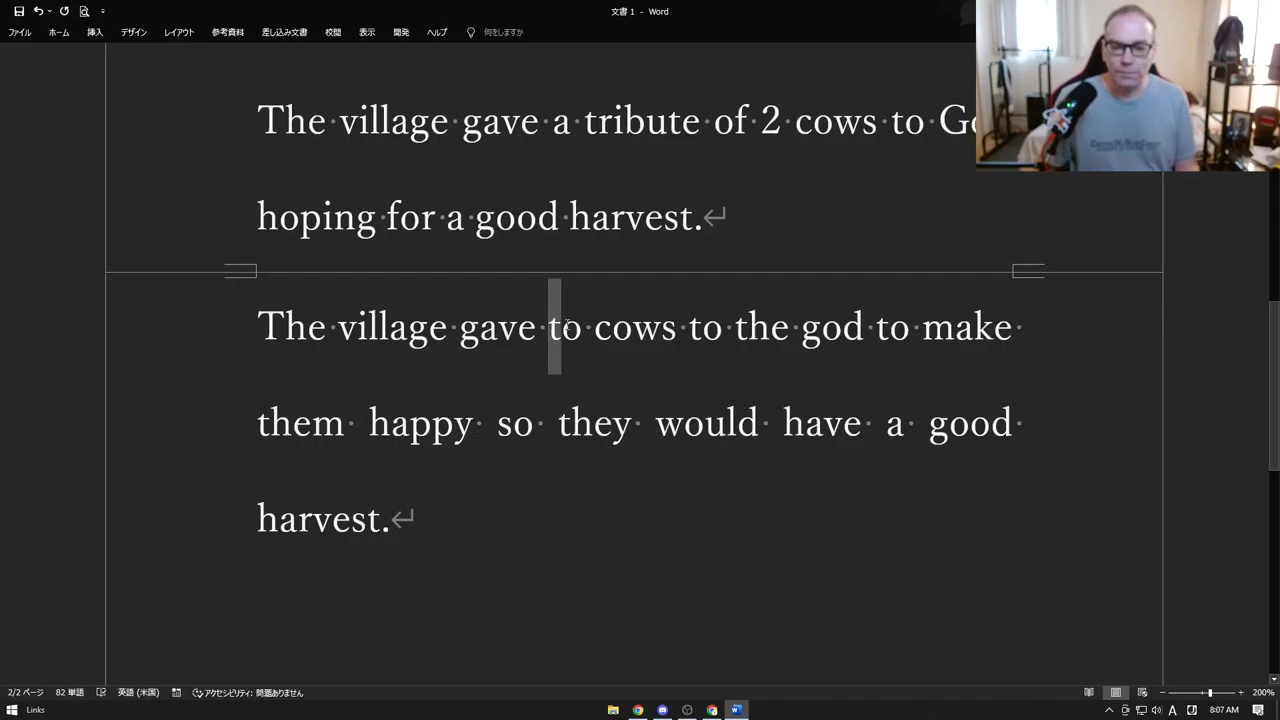 文書 1 - Word
ファイル ホーム 挿入 デザイン レイアウト 参考資料 差し込み文書 校閲 表示 開発 ヘルプ 何をしますか
The village gave a tribute of 2 cows to
hoping for a good harvest.
The village gave to cows to the god to make
them happy so they would have a good
harvest.
2/2 ページ 82 単語 英語 (米国) アクセシビリティ: 問題ありません 200%
Links A 8:07 AM